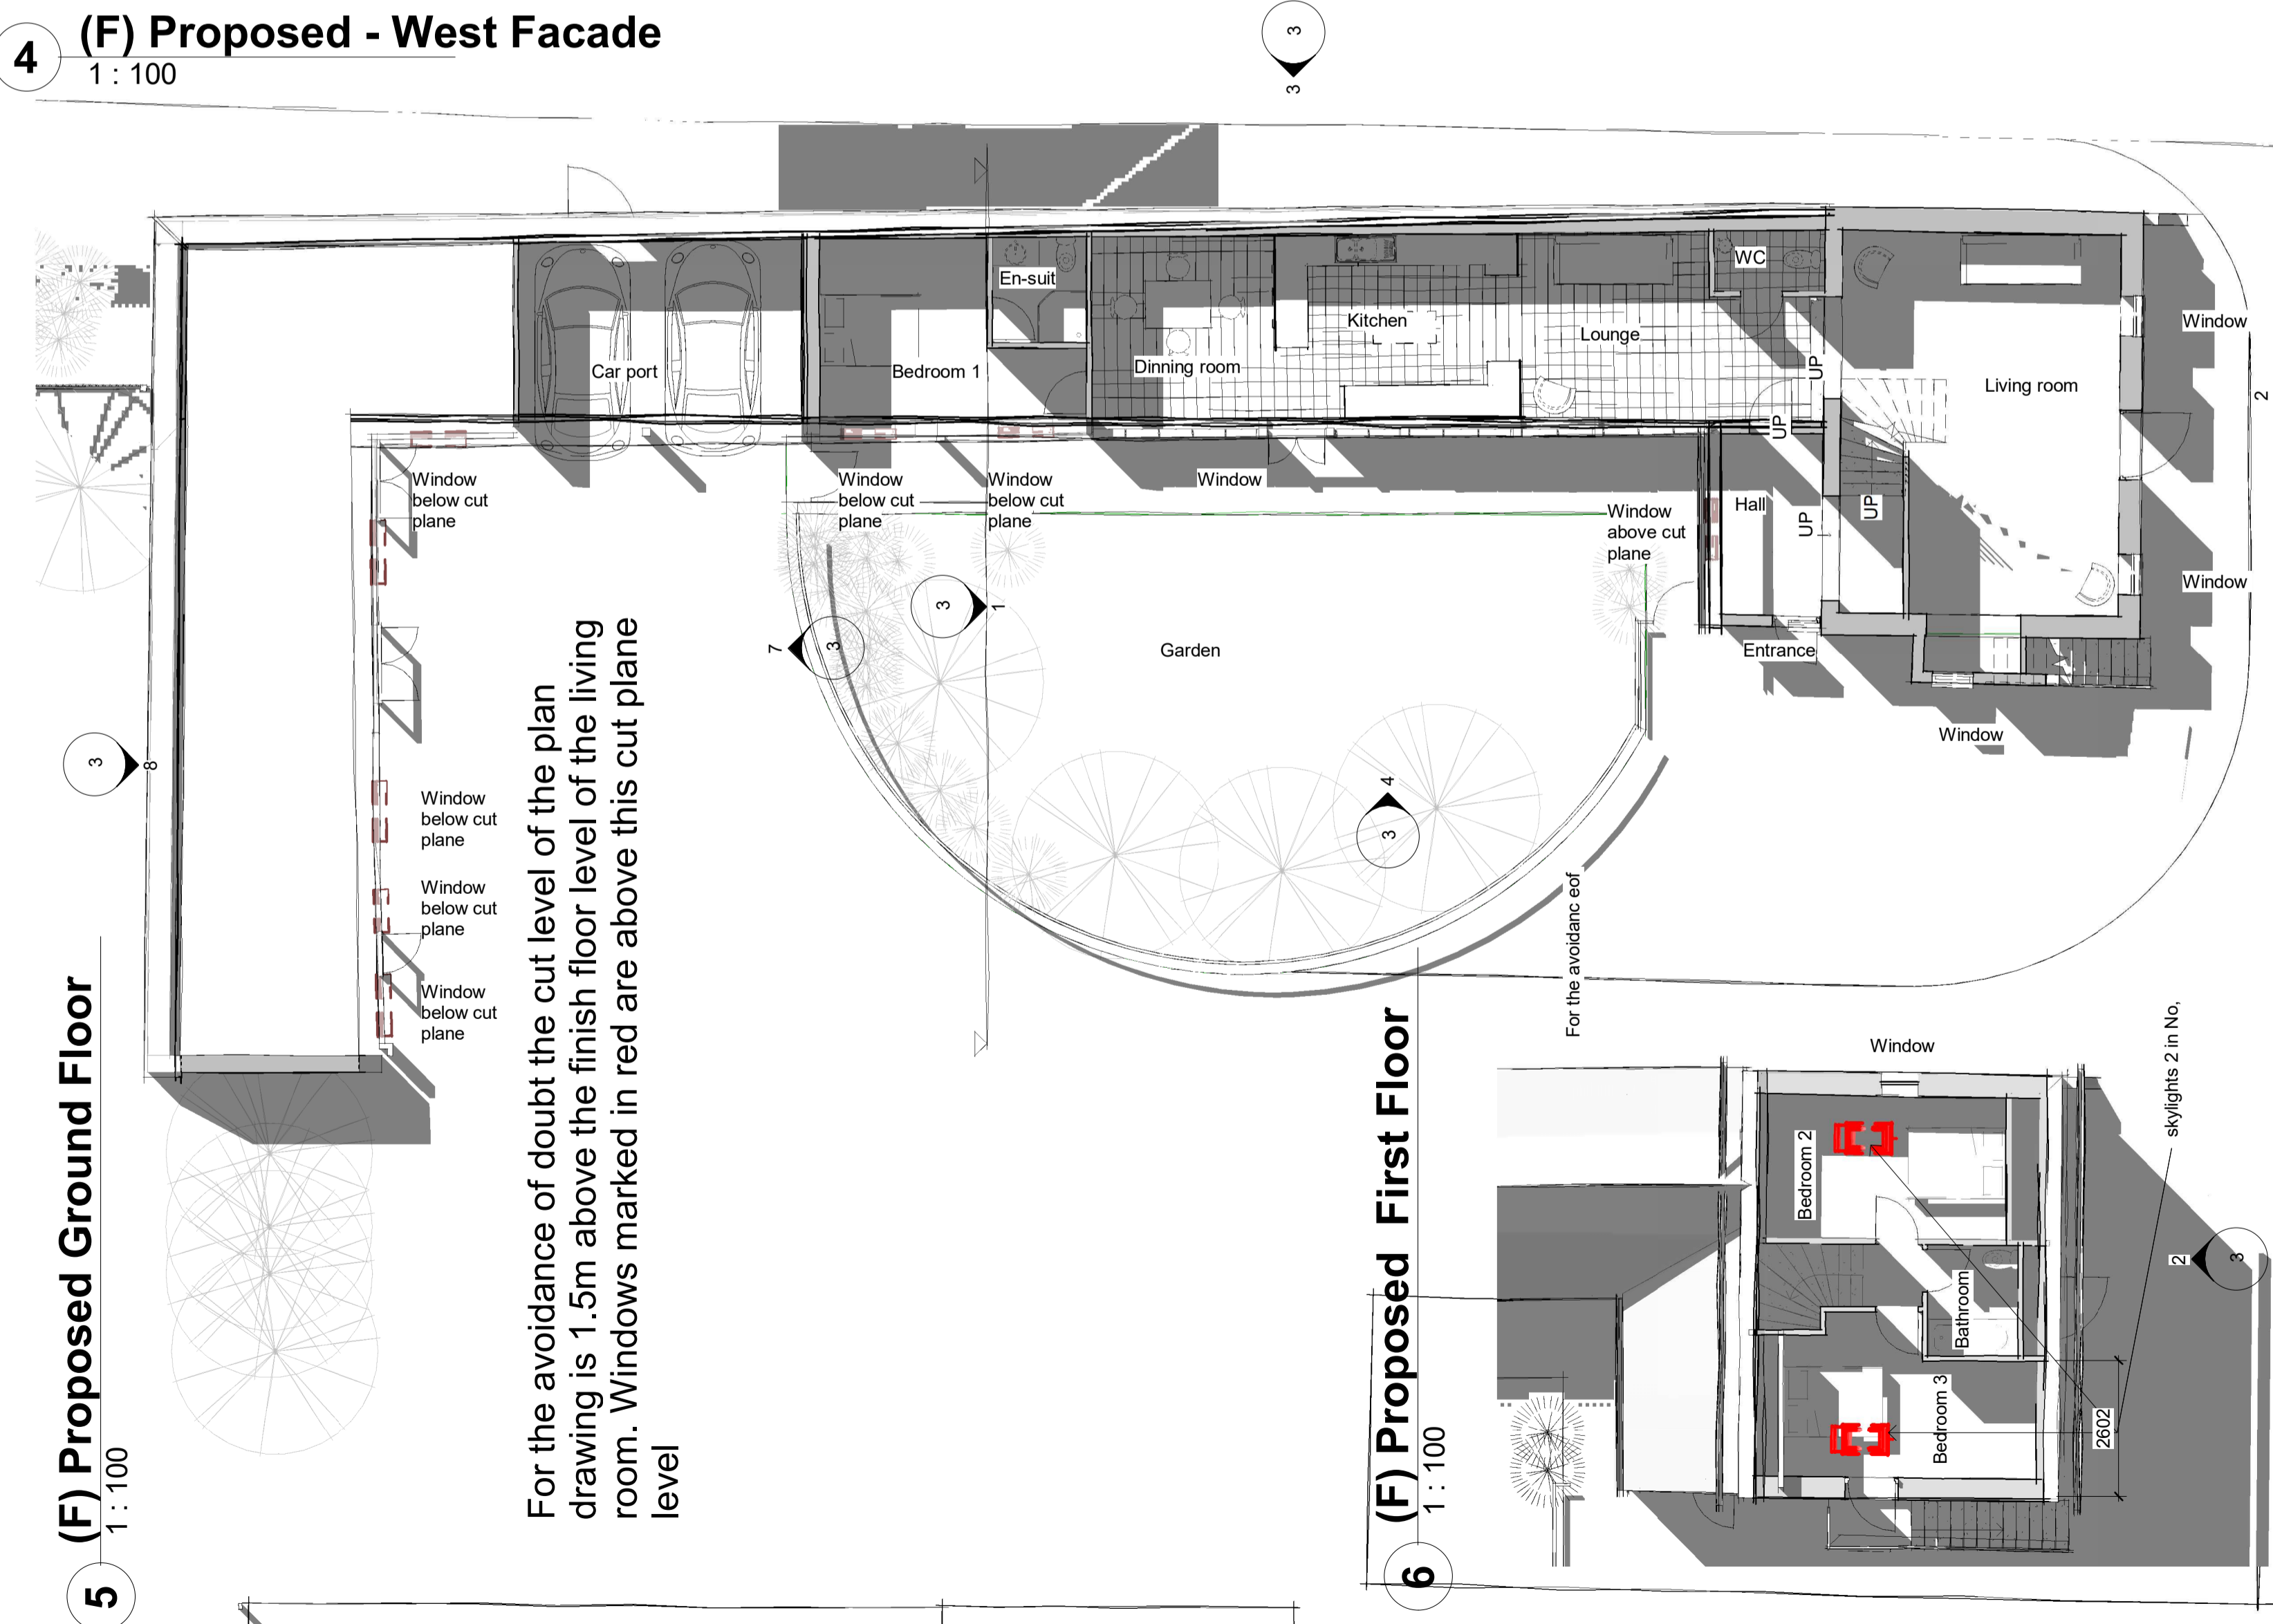 4
(F) Proposed - West Facade
1 : 100
3
3
En-suit
WC
Car port
Bedroom 1
Dinning room
Kitchen
Lounge
UP
Living room
Window
2
UP
Window
below cut
plane
Window
below cut
plane
Window
below cut
plane
Window
Window
above cut
plane
Hall
UP
UP
Window
3
1
7
3
Garden
Entrance
Window
3
8
4
3
Window
below cut
plane
Window
below cut
plane
Window
below cut
plane
For the avoidance of doubt the cut level of the plan
drawing is 1.5m above the finish floor level of the living
room. Windows marked in red are above this cut plane
level
For the avoidanc eof
5
(F) Proposed Ground Floor
1 : 100
6
(F) Proposed First Floor
1 : 100
Window
skylights 2 in No,
Bedroom 2
Bathroom
Bedroom 3
2602
2
3